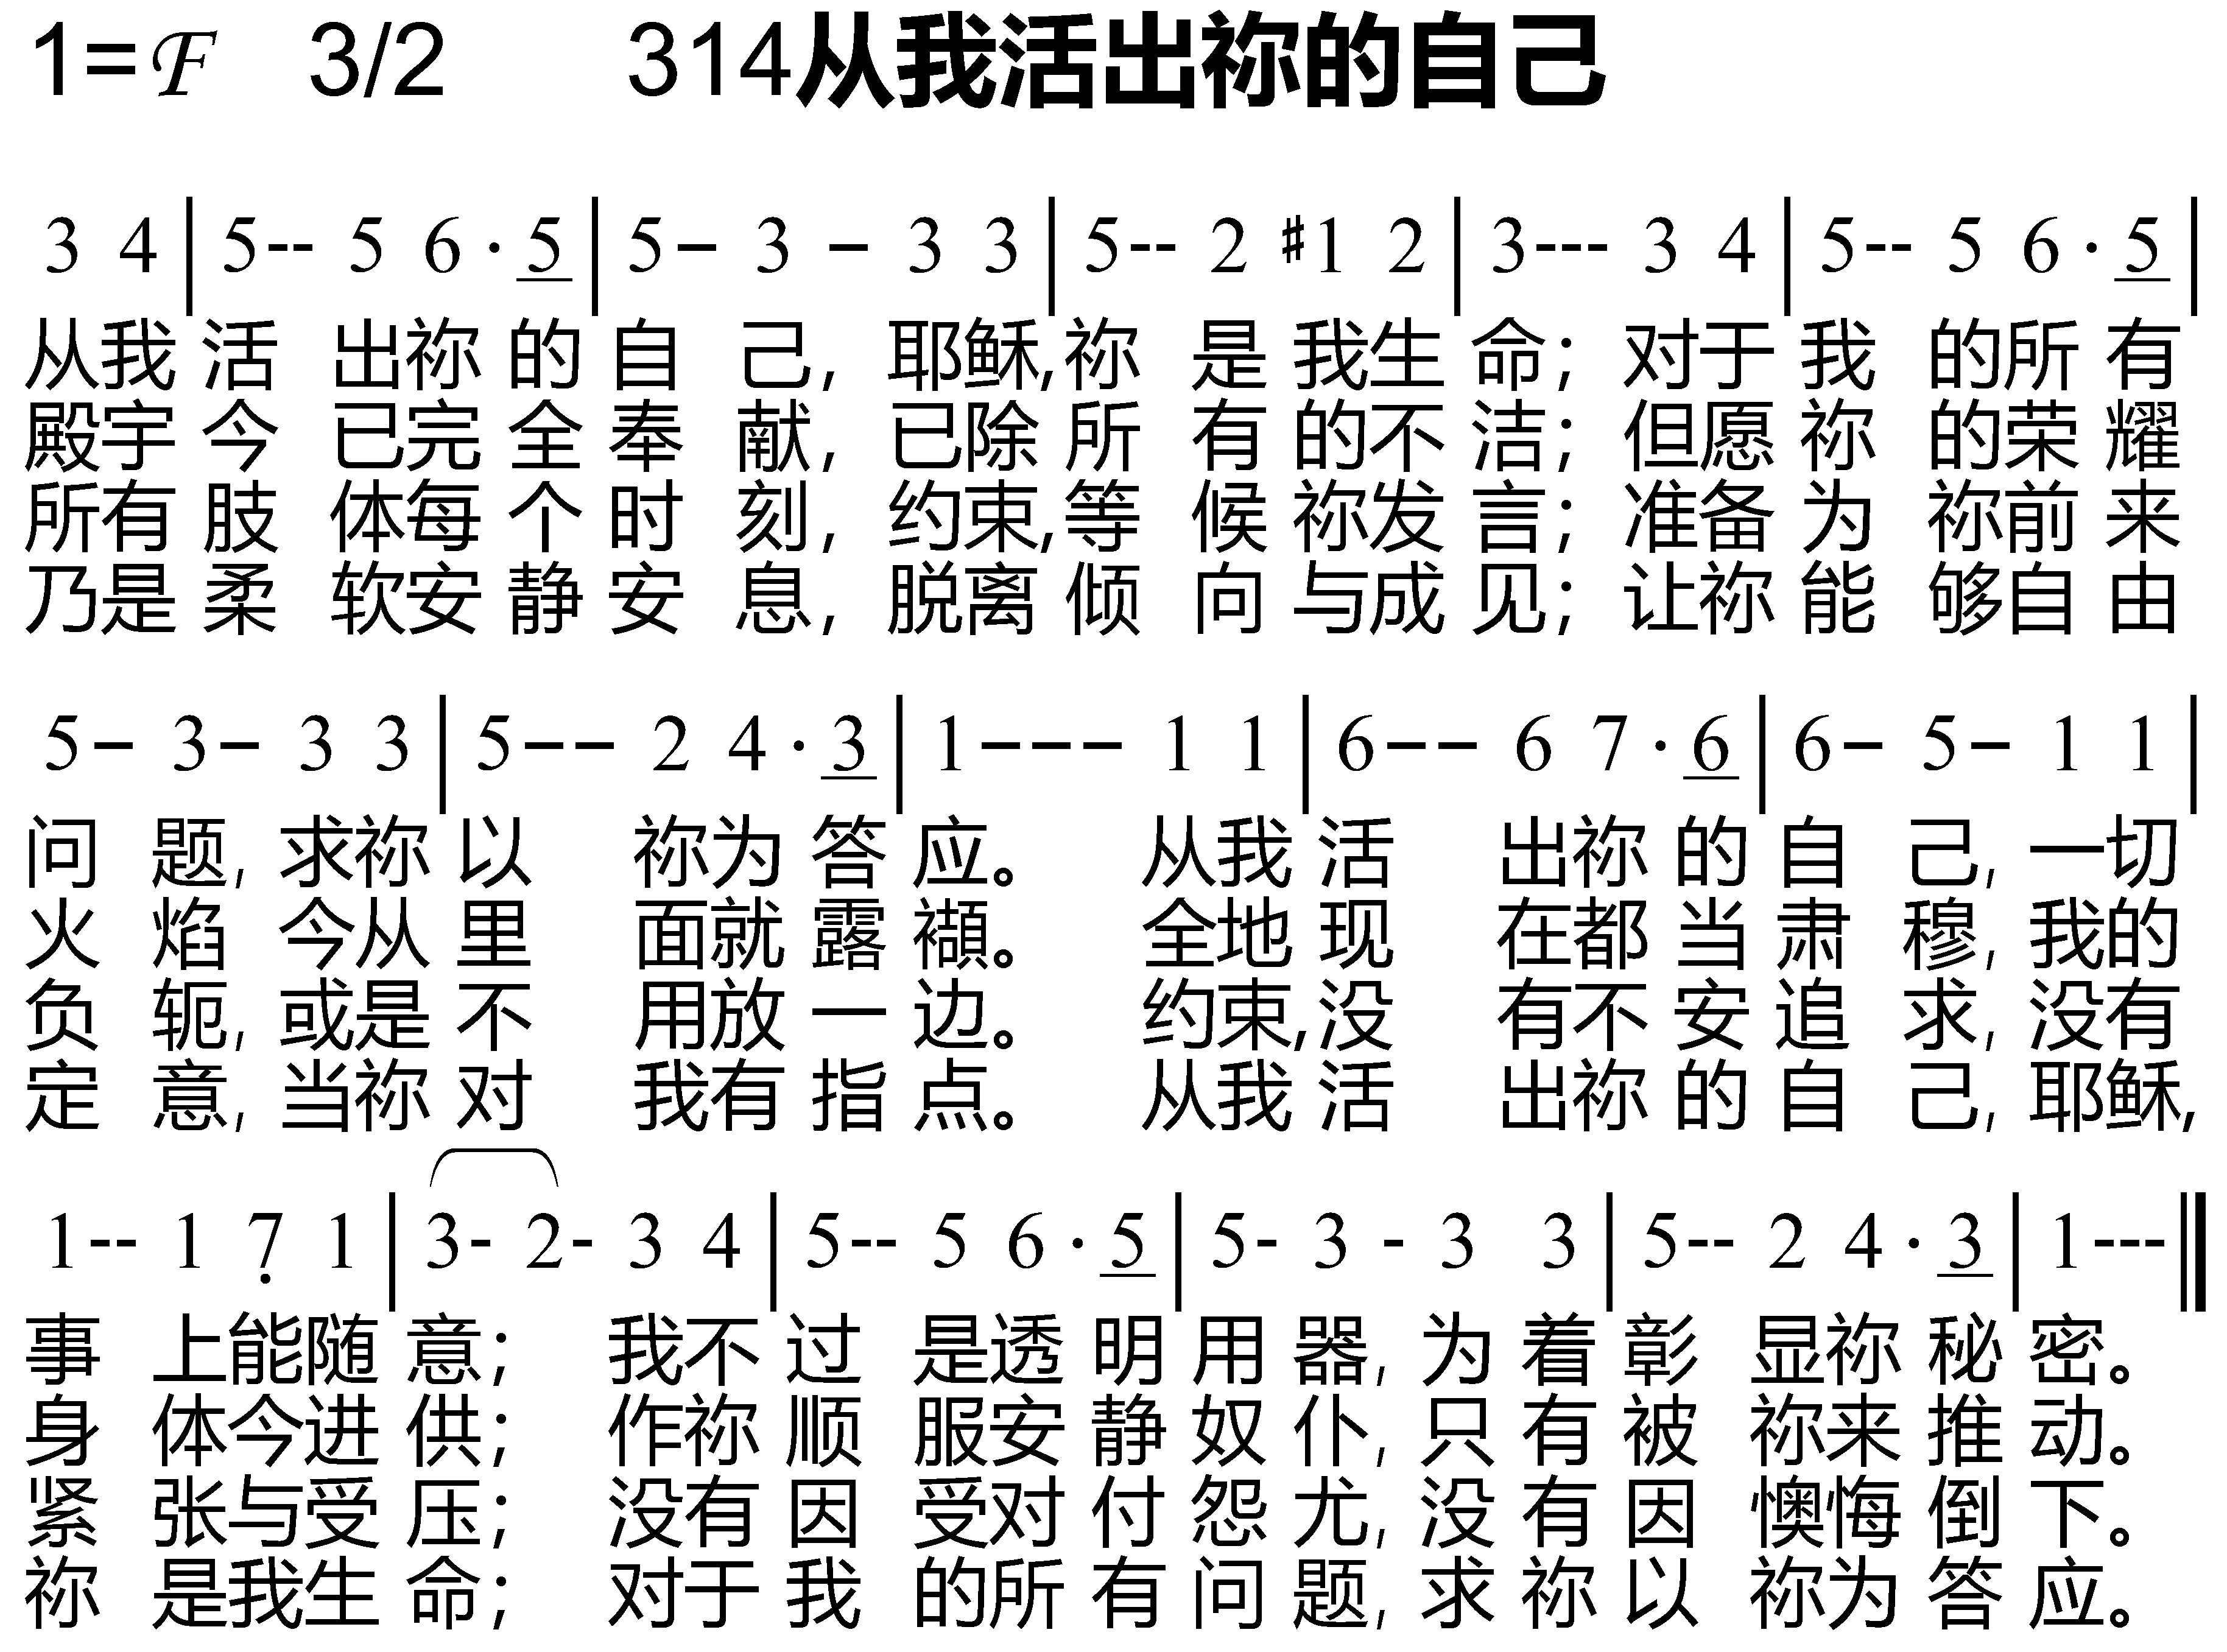 1=F 3/2 314从我活出祢的自己
3 4 | 5-- 5 6 · 5 | 5- 3 - 3 3 | 5-- 2 ♯1 2 | 3--- 3 4 | 5-- 5 6 · 5 |
从我活出祢的自己,耶稣,祢是我生命;对于我的所有
殿宇今已完全奉献,已除所有的不洁;但愿祢的荣耀
所有肢体每个时刻,约束,等候祢发言;准备为祢前来
乃是柔软安静安息,脱离倾向与成见;让祢能够自由
5- 3- 3 3 | 5-- 2 4 · 3 | 1--- 1 1 | 6-- 6 7 · 6 | 6- 5- 1 1 |
问题,求祢以祢为答应。从我活出祢的自己,一切
火焰,今从里面就露襭。全地现在都当肃穆,我的
负轭,或是不用放一边。约束,没有不安追求,没有
定意,当祢对我有指点。从我活出祢的自己,耶稣,
1-- 1 7̣ 1 | 3- 2- 3 4 | 5-- 5 6 · 5 | 5- 3 - 3 3 | 5-- 2 4 · 3 | 1--- ‖
事上能随意;我不过是透明用器,为着彰显祢秘密。
身体今进供;作祢顺服安静奴仆,只有被祢来推动。
紧张与受压;没有因受对付怨尤,没有因懊悔倒下。
祢是我生命;对于我的所有问题,求祢以祢为答应。